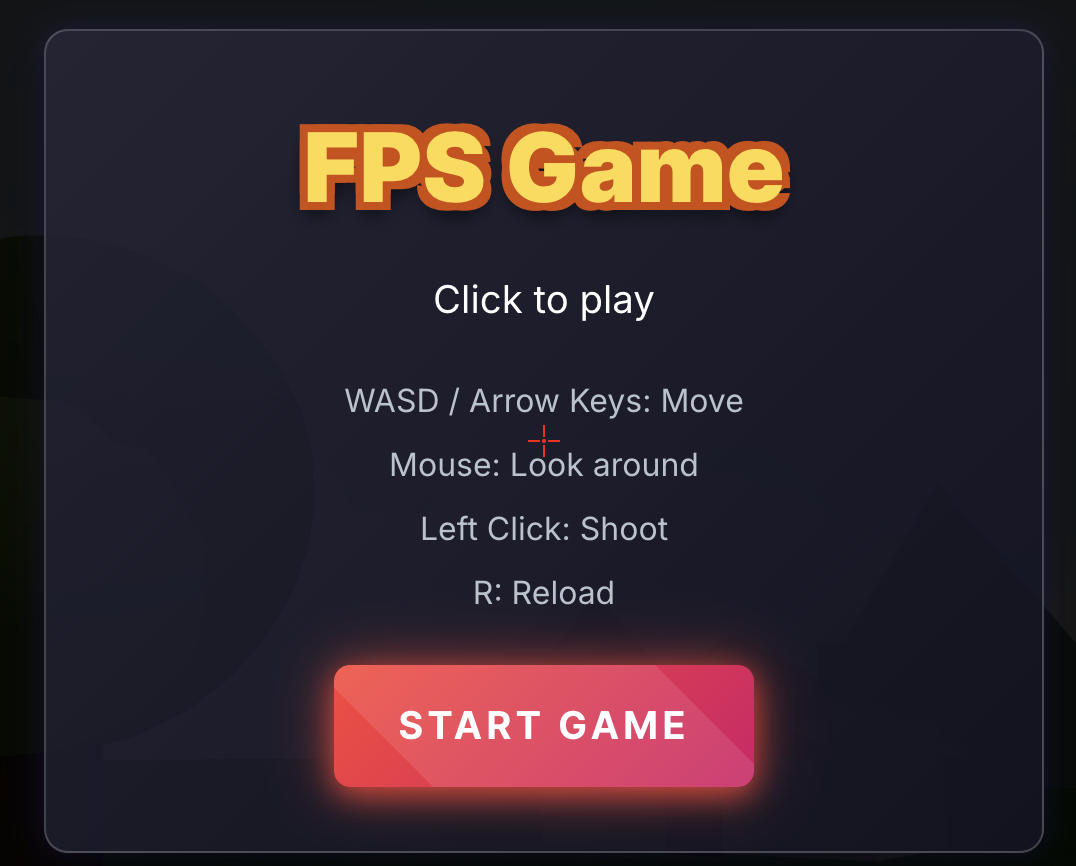 FPS Game
Click to play
WASD / Arrow Keys: Move
Mouse: Look around
Left Click: Shoot
R: Reload
START GAME